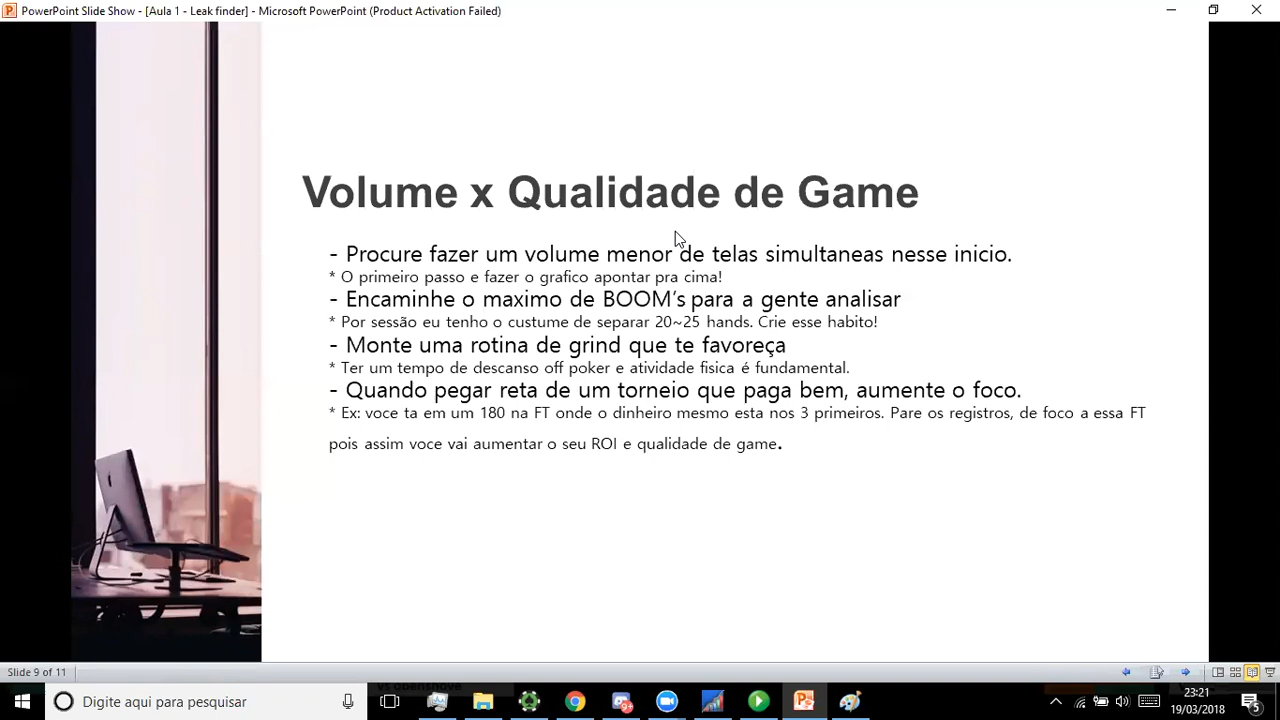 PowerPoint Slide Show - [Aula 1 - Leak finder] - Microsoft PowerPoint (Product Activation Failed)
Volume x Qualidade de Game
- Procure fazer um volume menor de telas simultaneas nesse inicio.
* O primeiro passo e fazer o grafico apontar pra cima!
- Encaminhe o maximo de BOOM’s para a gente analisar
* Por sessão eu tenho o custume de separar 20~25 hands. Crie esse habito!
- Monte uma rotina de grind que te favoreça
* Ter um tempo de descanso off poker e atividade fisica é fundamental.
- Quando pegar reta de um torneio que paga bem, aumente o foco.
* Ex: voce ta em um 180 na FT onde o dinheiro mesmo esta nos 3 primeiros. Pare os registros, de foco a essa FT
pois assim voce vai aumentar o seu ROI e qualidade de game.
Slide 9 of 11
vs openshove
Digite aqui para pesquisar
23:21
19/03/2018
5